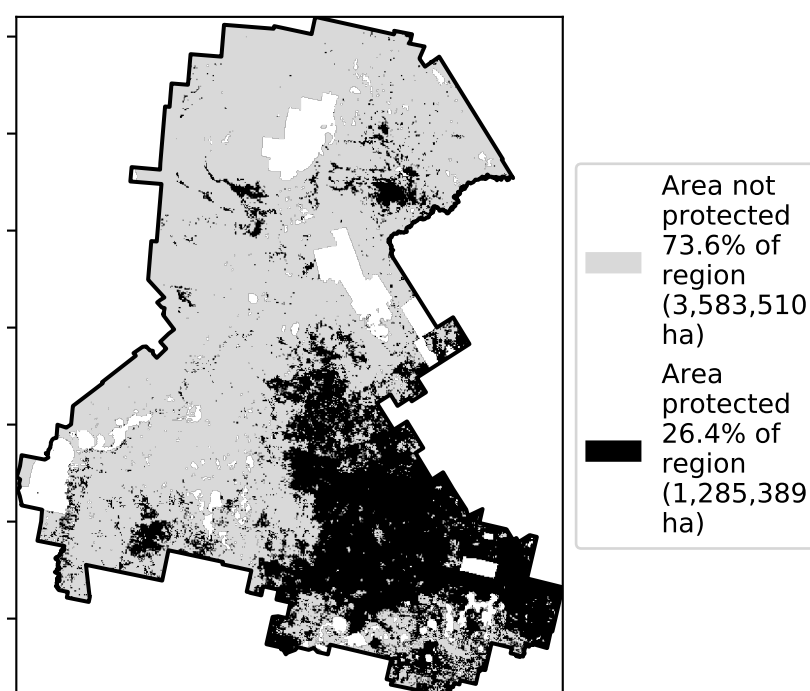 Area not
protected
73.6% of
region
(3,583,510
ha)
Area
protected
26.4% of
region
(1,285,389
ha)